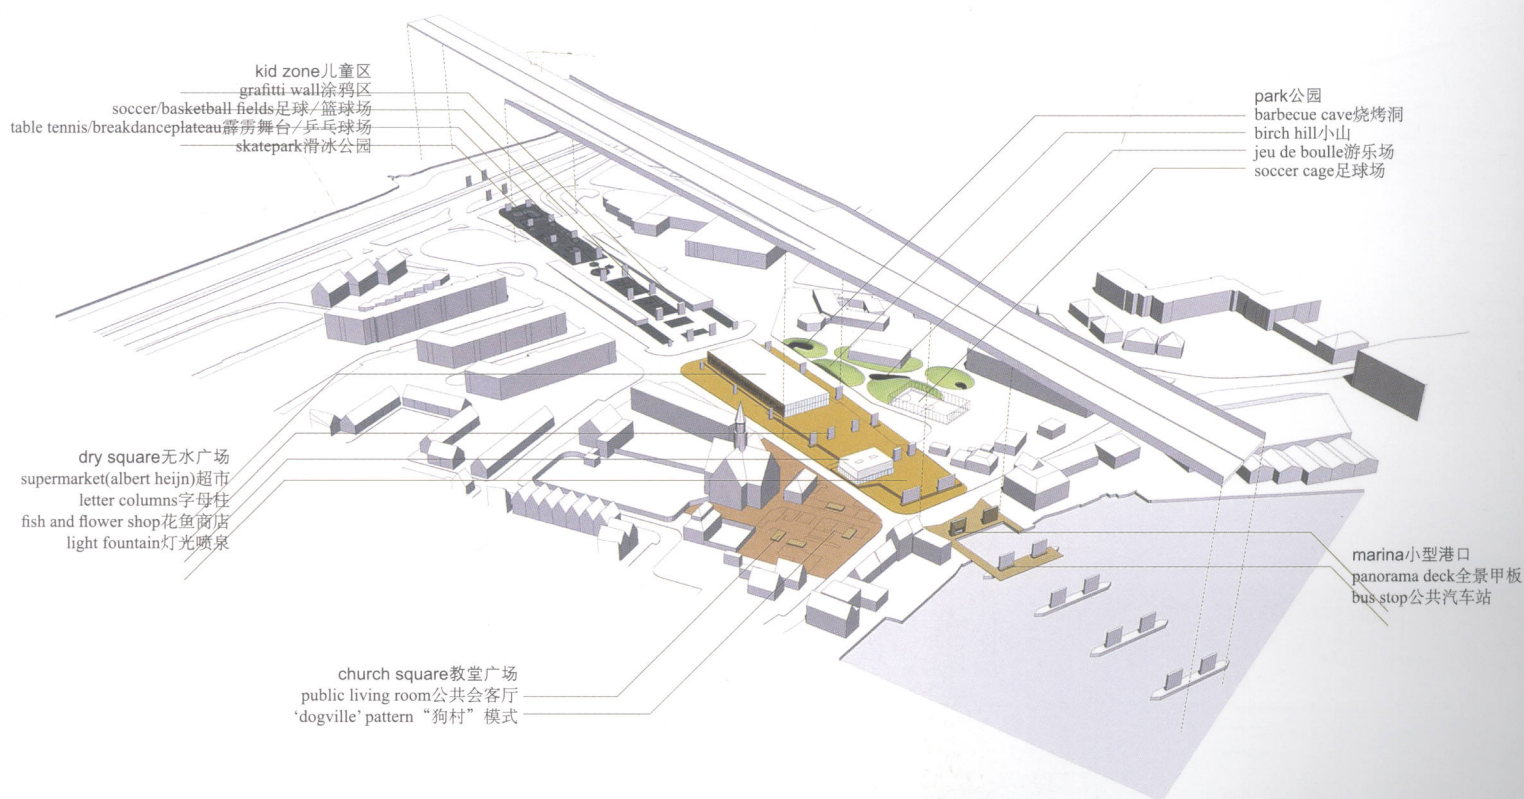 kid zone儿童区
grafitti wall涂鸦区
soccer/basketball fields足球/篮球场
table tennis/breakdanceplateau霹雳舞台/乒乓球场
skatepark滑冰公园
park公园
barbecue cave烧烤洞
birch hill小山
jeu de boulle游乐场
soccer cage足球场
dry square无水广场
supermarket(albert heijn)超市
letter columns字母柱
fish and flower shop花鱼商店
light fountain灯光喷泉
marina小型港口
panorama deck全景甲板
bus stop公共汽车站
church square教堂广场
public living room公共会客厅
‘dogville’ pattern“狗村”模式